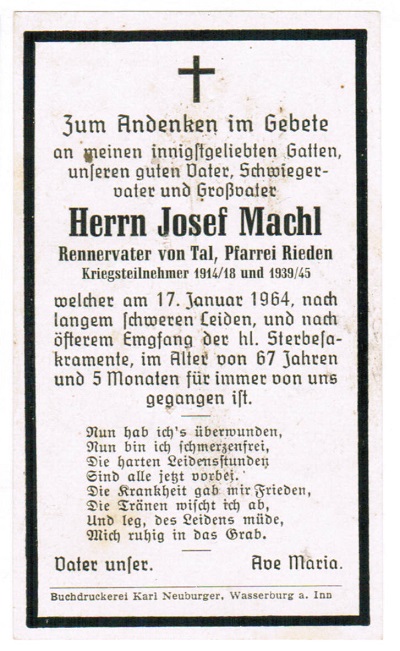 Zum Andenken im Gebete
an meinen innigstgeliebten Gatten,
unseren guten Vater, Schwieger-
vater und Großvater
Herrn Josef Machl
Rennervater von Tal, Pfarrei Rieden
Kriegsteilnehmer 1914/18 und 1939/45
welcher am 17. Januar 1964, nach
langem schweren Leiden, und nach
öfterem Emgfang der hl. Sterbesa-
kramente, im Alter von 67 Jahren
und 5 Monaten für immer von uns
gegangen ist.
Nun hab ich's überwunden,
Nun bin ich schmerzenfrei,
Die harten Leidensstunden
Sind alle jetzt vorbei.
Die Krankheit gab mir Frieden,
Die Tränen wischt ich ab,
Und leg, des Leidens müde,
Mich ruhig in das Grab.
Vater unser. Ave Maria.
Buchdruckerei Karl Neuburger, Wasserburg a. Inn